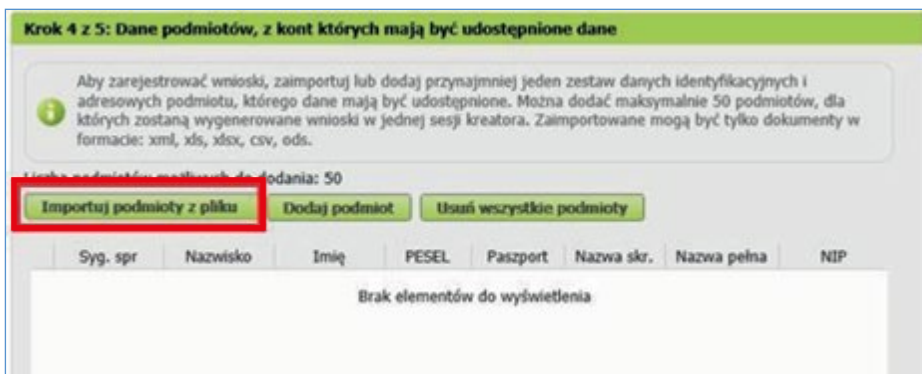 Krok 4 z 5: Dane podmiotów, z kont których mają być udostępnione dane
Aby zarejestrować wnioski, zaimportuj lub dodaj przynajmniej jeden zestaw danych identyfikacyjnych i
adresowych podmiotu, którego dane mają być udostępnione. Można dodać maksymalnie 50 podmiotów, dla
których zostaną wygenerowane wnioski w jednej sesji kreatora. Zaimportowane mogą być tylko dokumenty w
formacie: xml, xls, xlsx, csv, ods.
Liczba podmiotów możliwych do dodania: 50
Importuj podmioty z pliku Dodaj podmiot Usuń wszystkie podmioty
Syg. spr Nazwisko Imię PESEL Paszport Nazwa skr. Nazwa pełna NIP
Brak elementów do wyświetlenia